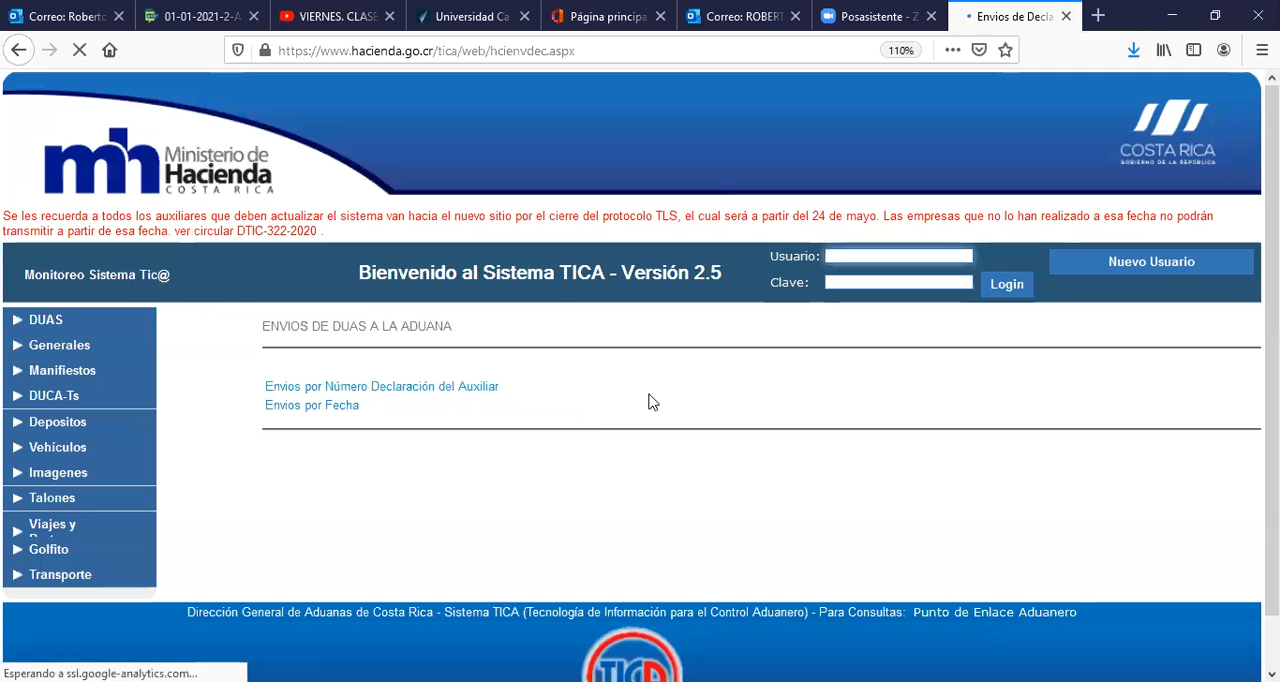 Correo: Roberto
01-01-2021-2-A
VIERNES. CLASE
Universidad Ca
Página principa
Correo: ROBERT
Posasistente - Z
Envios de Decla
https://www.hacienda.go.cr/tica/web/hcienvdec.aspx
110%
mh Ministerio de
Hacienda
COSTA RICA
COSTA RICA
GOBIERNO DE LA REPÚBLICA
Se les recuerda a todos los auxiliares que deben actualizar el sistema van hacia el nuevo sitio por el cierre del protocolo TLS, el cual será a partir del 24 de mayo. Las empresas que no lo han realizado a esa fecha no podrán
transmitir a partir de esa fecha. ver circular DTIC-322-2020 .
Monitoreo Sistema Tic@
Bienvenido al Sistema TICA - Versión 2.5
Usuario:
Clave:
Login
Nuevo Usuario
DUAS
Generales
Manifiestos
DUCA-Ts
Depositos
Vehículos
Imagenes
Talones
Viajes y
Golfito
Transporte
ENVIOS DE DUAS A LA ADUANA
Envios por Número Declaración del Auxiliar
Envios por Fecha
Dirección General de Aduanas de Costa Rica - Sistema TICA (Tecnología de Información para el Control Aduanero) - Para Consultas: Punto de Enlace Aduanero
TICA
Esperando a ssl.google-analytics.com...